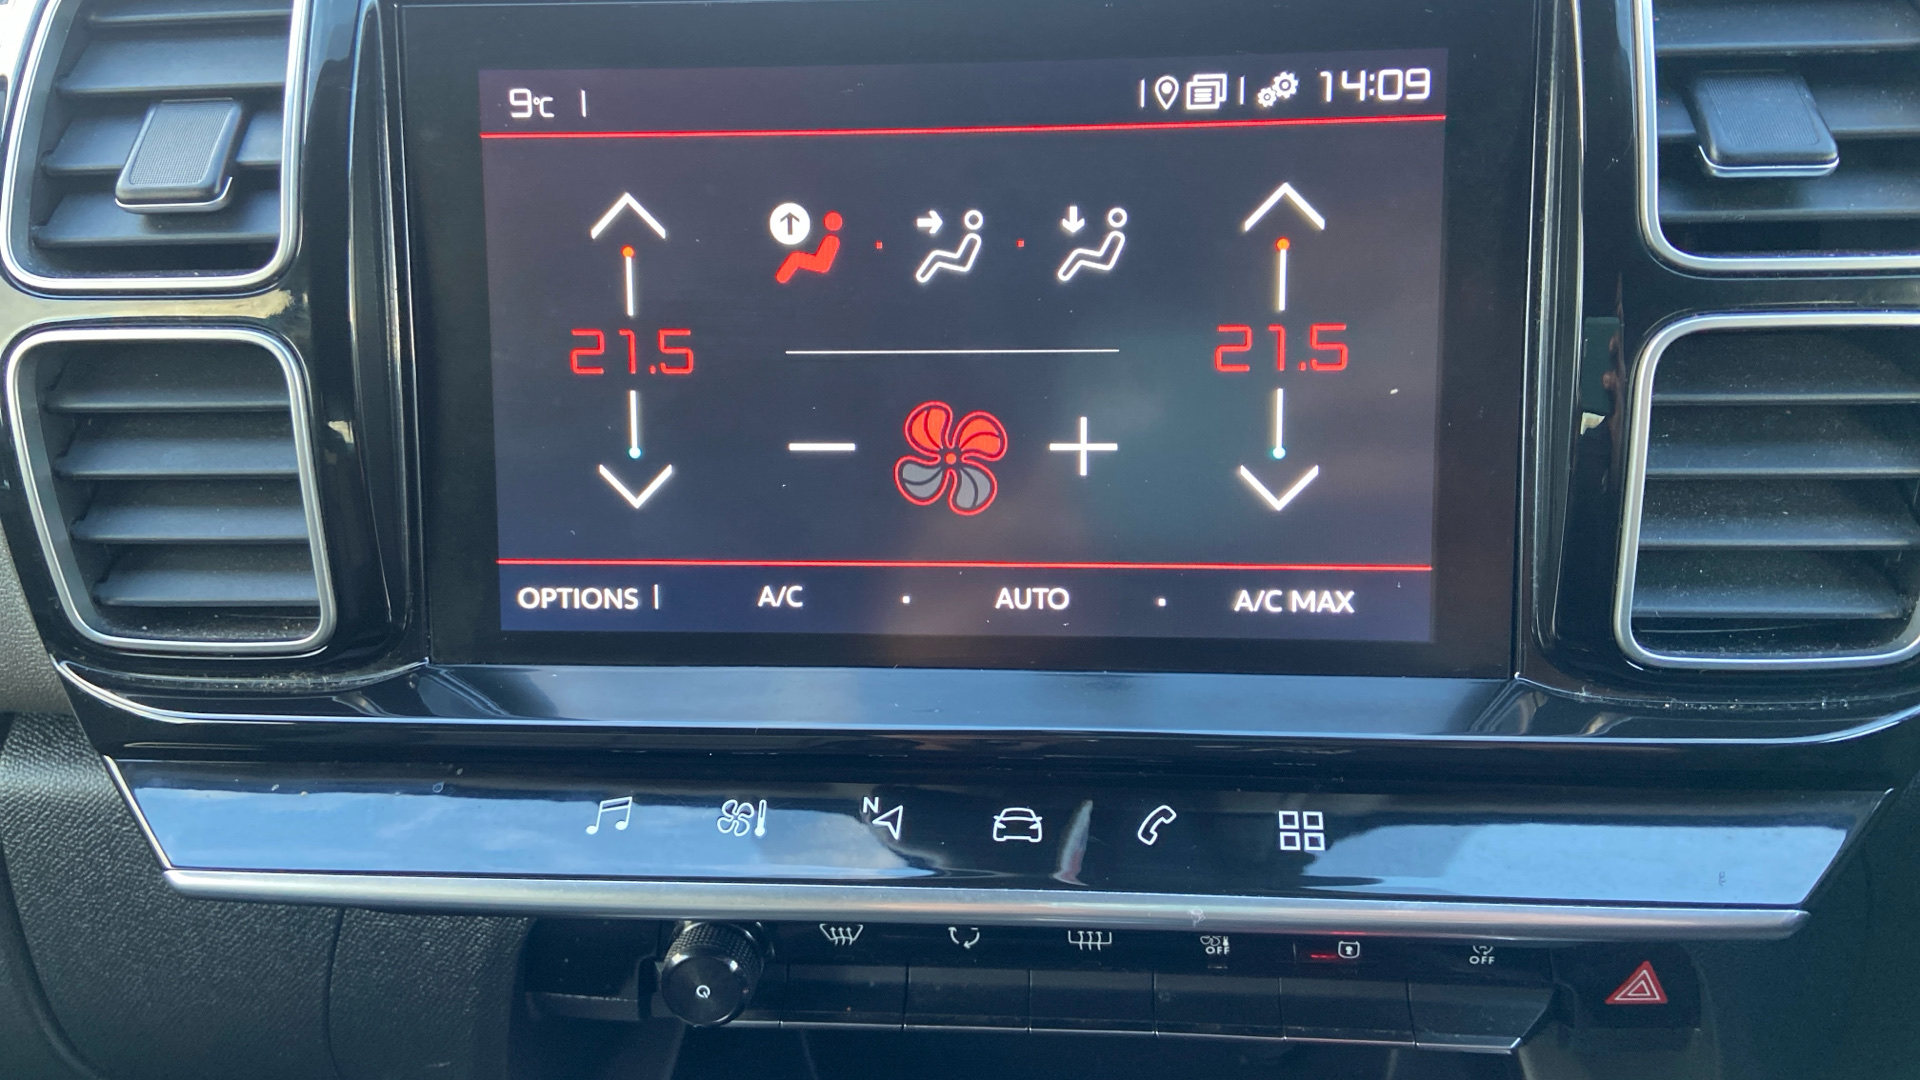 9°C 14:09
21.5 21.5
OPTIONS A/C AUTO A/C MAX
N
OFF OFF